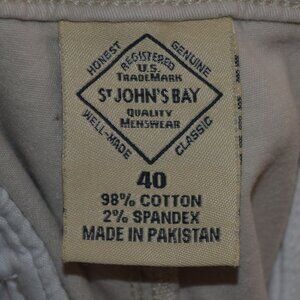 HONEST
GENUINE
REGISTERED
U.S.
TRADEMARK
ST JOHN'S BAY
QUALITY
MENSWEAR
WELL-MADE
CLASSIC
40
98% COTTON
2% SPANDEX
MADE IN PAKISTAN